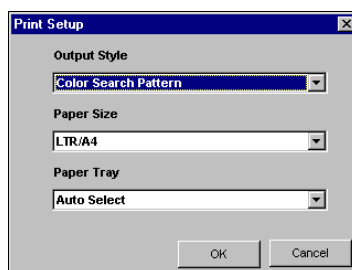 Print Setup
Output Style
Color Search Pattern
Paper Size
LTR/A4
Paper Tray
Auto Select
OK Cancel